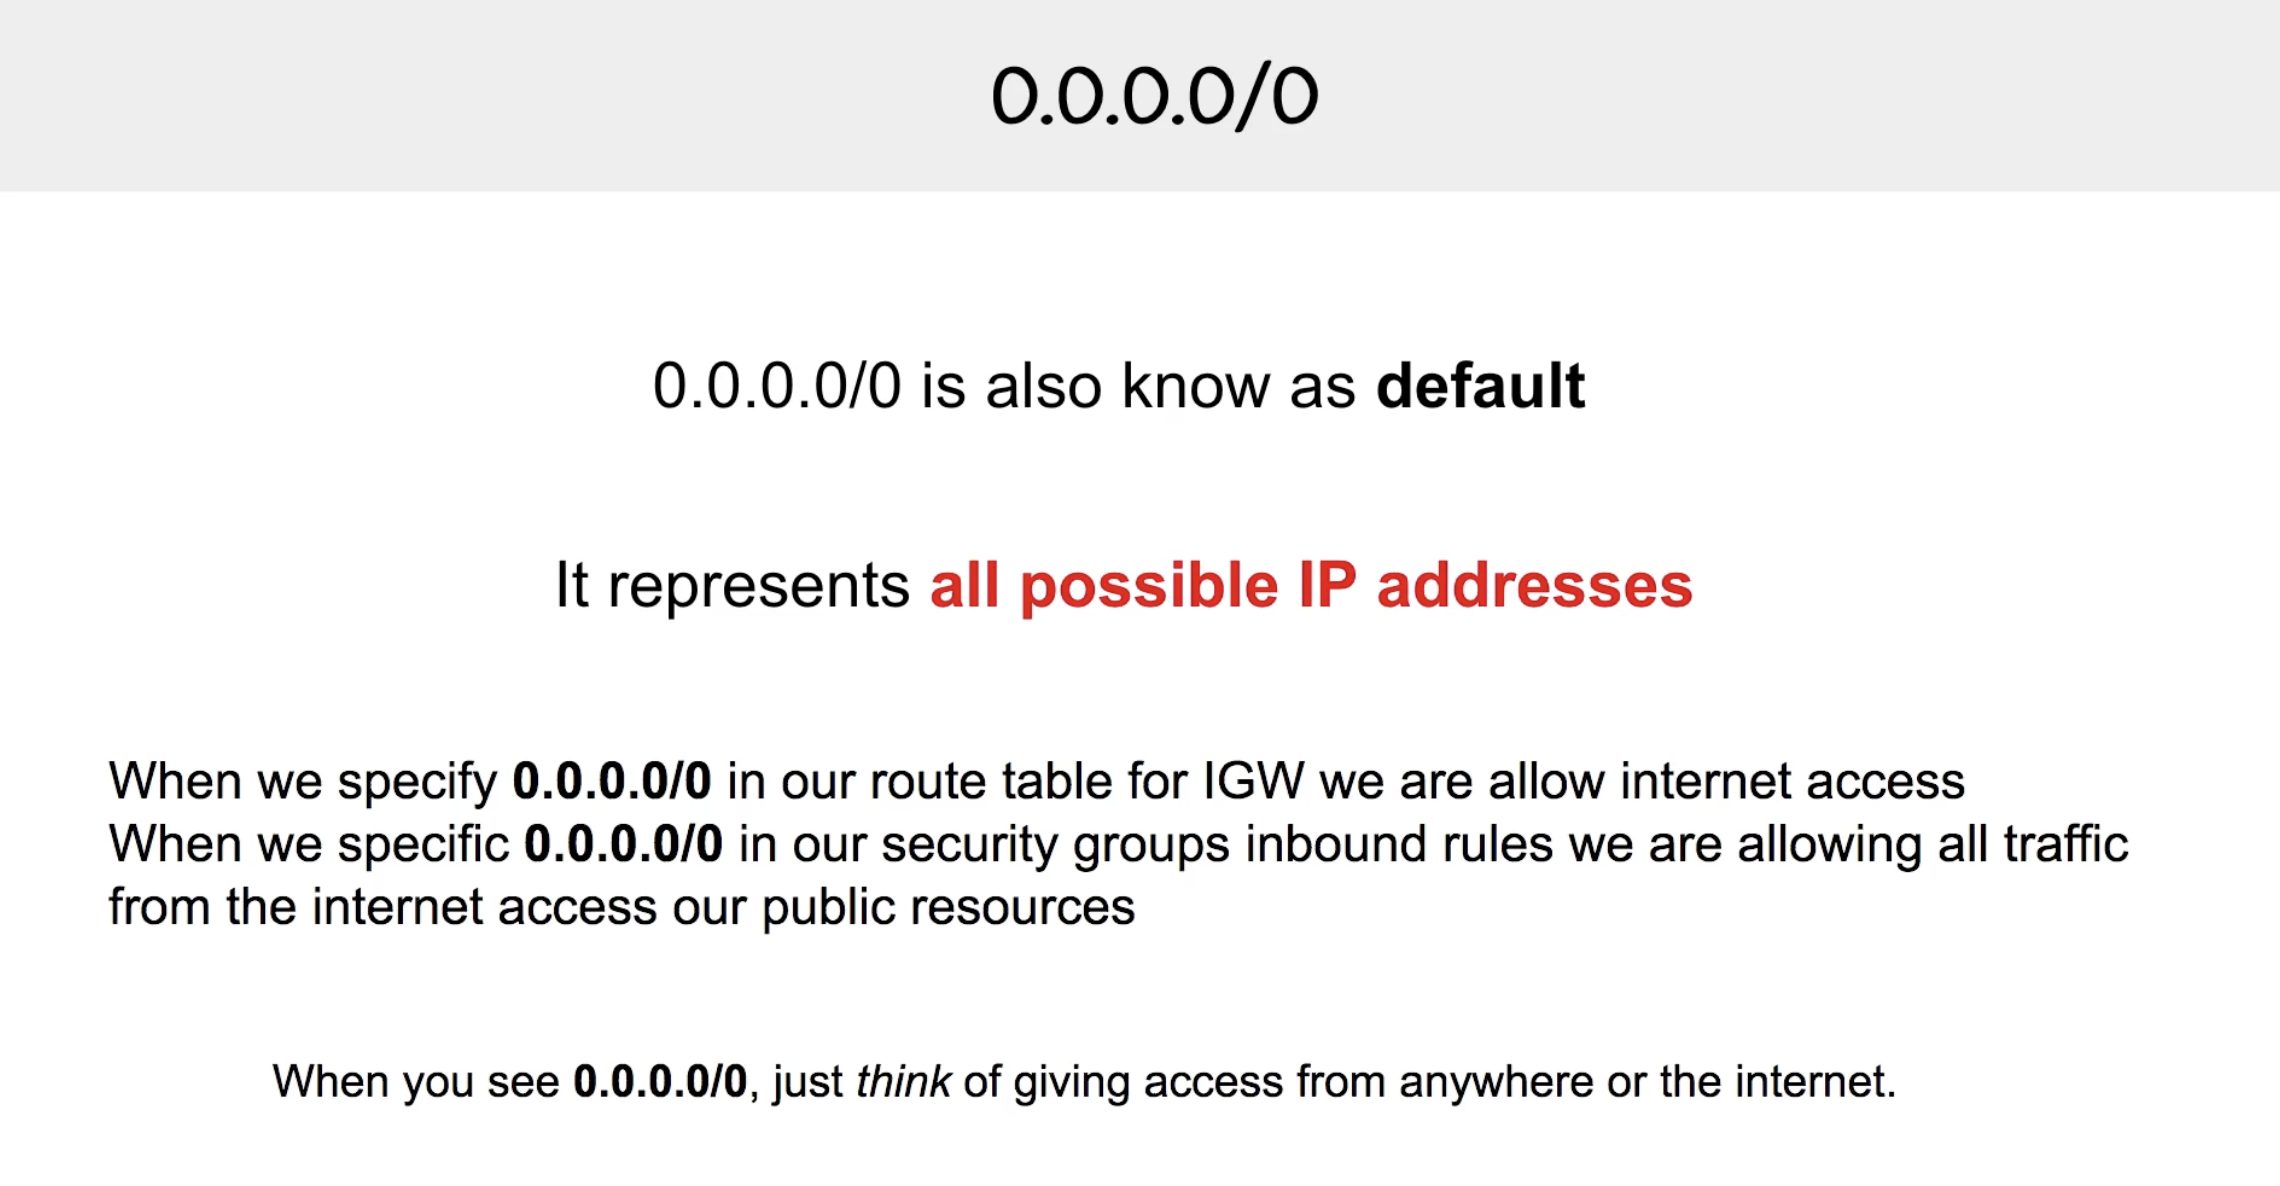 0.0.0.0/0
0.0.0.0/0 is also know as default
It represents all possible IP addresses
When we specify 0.0.0.0/0 in our route table for IGW we are allow internet access
When we specific 0.0.0.0/0 in our security groups inbound rules we are allowing all traffic
from the internet access our public resources
When you see 0.0.0.0/0, just think of giving access from anywhere or the internet.